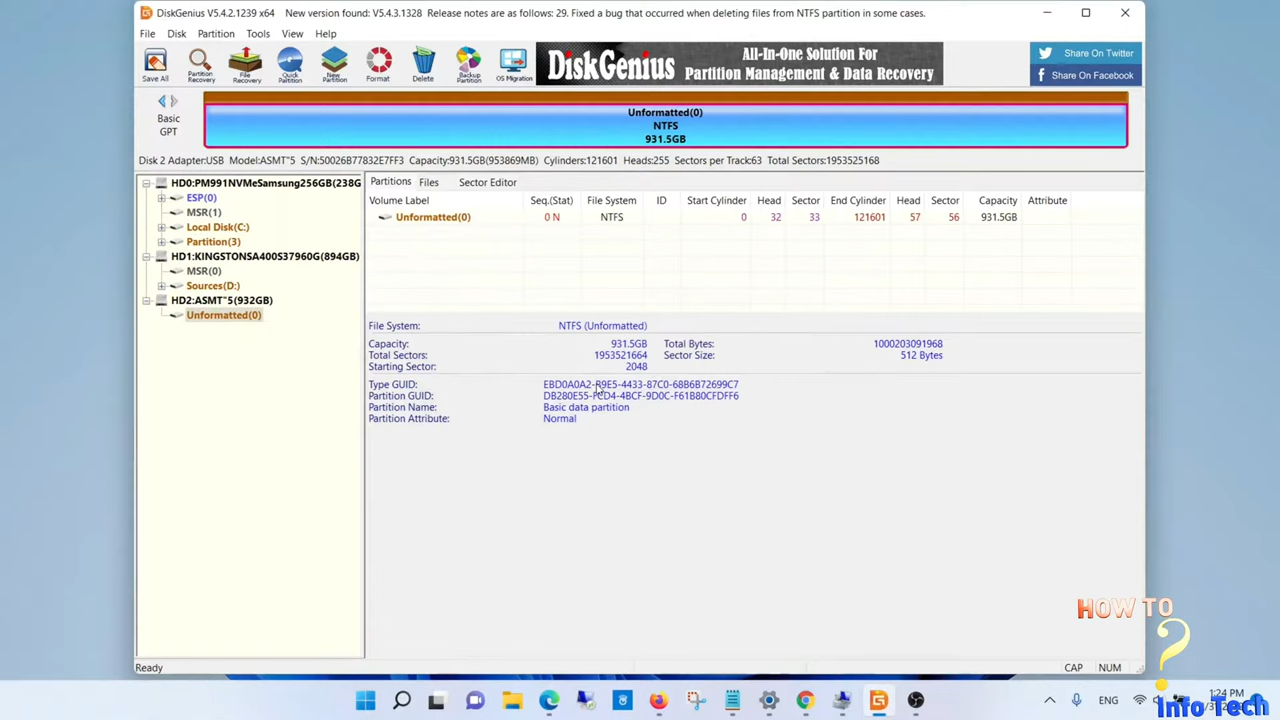 DiskGenius V5.4.2.1239 x64 New version found: V5.4.3.1328 Release notes are as follows: 29. Fixed a bug that occurred when deleting files from NTFS partition in some cases.
File Disk Partition Tools View Help
Save All
Partition Recovery
File Recovery
Quick Partition
New Partition
Format
Delete
Backup Partition
OS Migration
DiskGenius
All-In-One Solution For
Partition Management & Data Recovery
Share On Twitter
Share On Facebook
Basic
GPT
Unformatted(0)
NTFS
931.5GB
Disk 2 Adapter:USB Model:ASMT"5 S/N:50026B77832E7FF3 Capacity:931.5GB(953869MB) Cylinders:121601 Heads:255 Sectors per Track:63 Total Sectors:1953525168
HD0:PM991NVMeSamsung256GB(238G
ESP(0)
MSR(1)
Local Disk(C:)
Partition(3)
HD1:KINGSTONSA400S37960G(894GB)
MSR(0)
Sources(D:)
HD2:ASMT"5(932GB)
Unformatted(0)
Partitions Files Sector Editor
Volume Label Seq.(Stat) File System ID Start Cylinder Head Sector End Cylinder Head Sector Capacity Attribute
Unformatted(0) 0 N NTFS 0 32 33 121601 57 56 931.5GB
File System: NTFS (Unformatted)
Capacity: 931.5GB Total Bytes: 1000203091968
Total Sectors: 1953521664 Sector Size: 512 Bytes
Starting Sector: 2048
Type GUID: EBD0A0A2-B9E5-4433-87C0-68B6B72699C7
Partition GUID: DB280E55-FCD4-4BCF-9D0C-F61B80CFDFF6
Partition Name: Basic data partition
Partition Attribute: Normal
Ready CAP NUM
HOW TO
?
Info Tech
ENG 1:24 PM